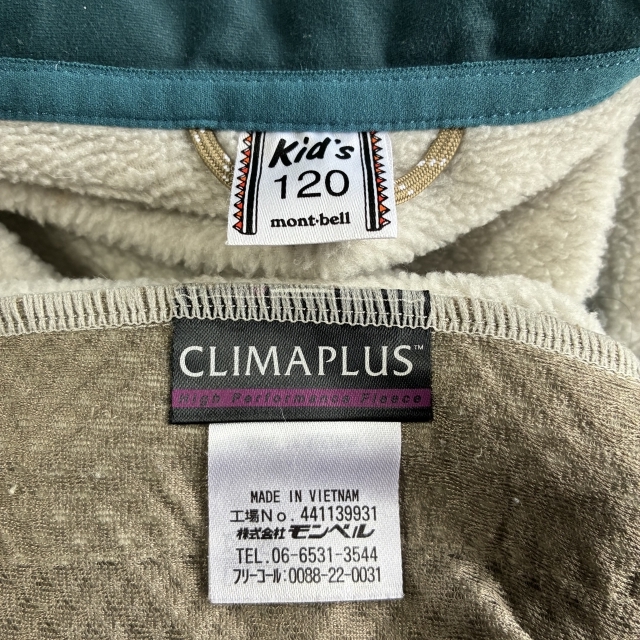 Kid's
120
mont-bell
CLIMAPLUS™
High Performance Fleece
MADE IN VIETNAM
工場No. 441139931
株式会社モンベル
TEL.06-6531-3544
フリーコール:0088-22-0031